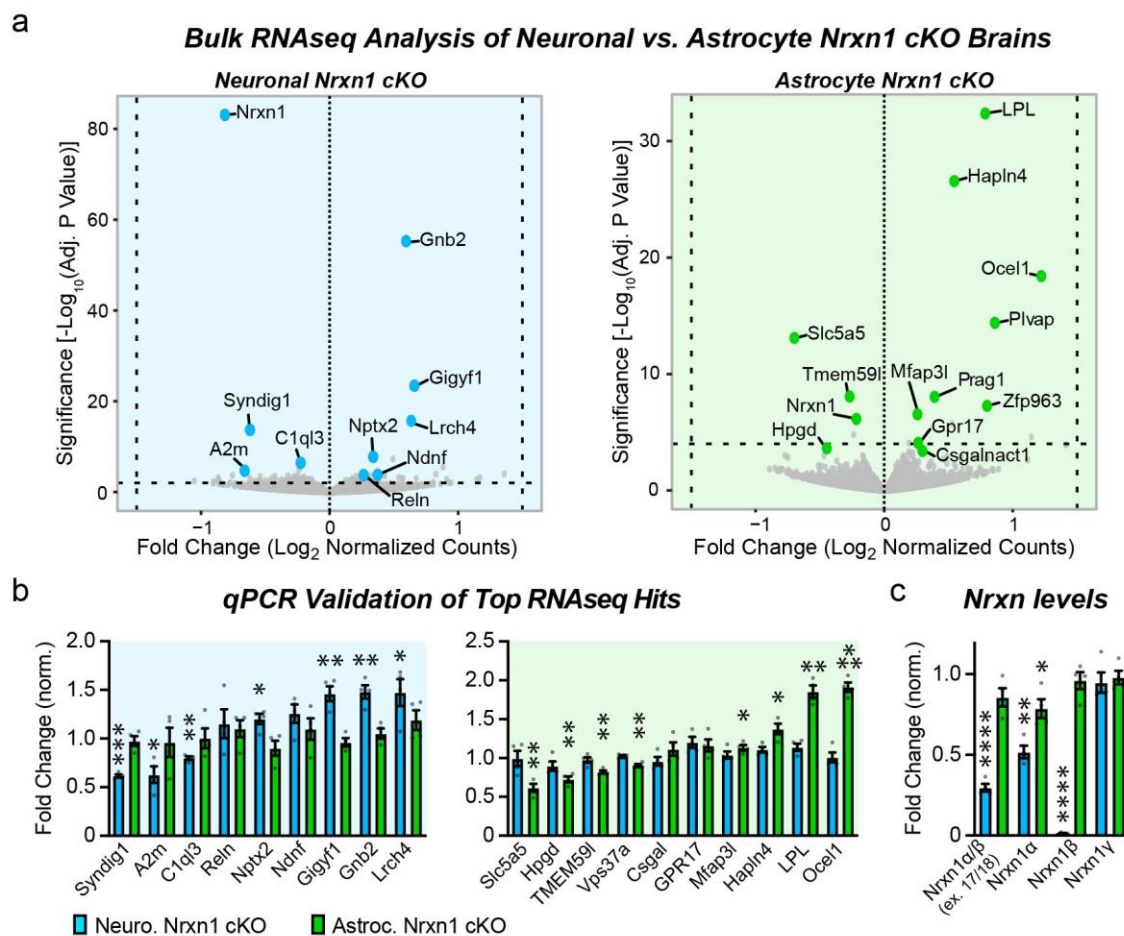 a
Bulk RNAseq Analysis of Neuronal vs. Astrocyte Nrxn1 cKO Brains
Neuronal Nrxn1 cKO
Significance [-Log10(Adj. P Value)]
80
60
40
20
0
Nrxn1
Gnb2
Gigyf1
Lrch4
Syndig1
A2m
C1ql3
Nptx2
Ndnf
Reln
−1
0
1
Fold Change (Log2 Normalized Counts)
Astrocyte Nrxn1 cKO
Significance [-Log10(Adj. P Value)]
30
20
10
0
LPL
Hapln4
Ocel1
Plvap
Slc5a5
Tmem59l
Mfap3l
Prag1
Nrxn1
Zfp963
Hpgd
Gpr17
Csgalnact1
−1
0
1
Fold Change (Log2 Normalized Counts)
b
qPCR Validation of Top RNAseq Hits
Fold Change (norm.)
2.0
1.5
1.0
0.5
0
***
*
**
*
**
**
*
Syndig1
A2m
C1ql3
Reln
Nptx2
Ndnf
Gigyf1
Gnb2
Lrch4
2.5
2.0
1.5
1.0
0.5
0
**
**
**
**
*
*
**
****
Slc5a5
Hpgd
TMEM59l
Vps37a
Csgal
GPR17
Mfap3l
Hapln4
LPL
Ocel1
Neuro. Nrxn1 cKO
Astroc. Nrxn1 cKO
c
Nrxn levels
Fold Change (norm.)
1.0
0.5
0
****
**
*
****
Nrxn1α/β
(ex. 17/18)
Nrxn1α
Nrxn1β
Nrxn1γ